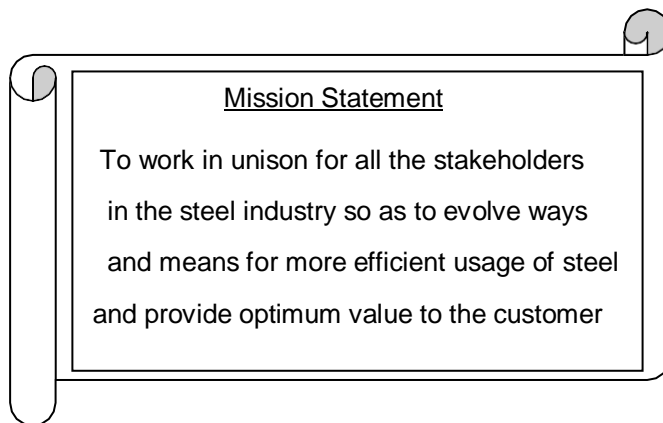 Mission Statement
To work in unison for all the stakeholders
in the steel industry so as to evolve ways
and means for more efficient usage of steel
and provide optimum value to the customer